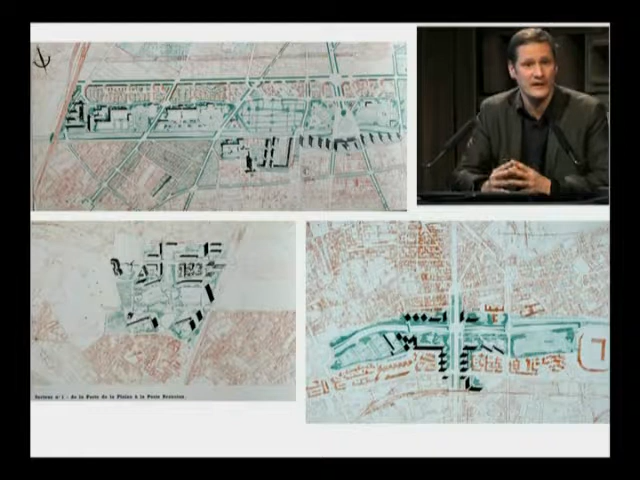 Secteur n° 1 - de la Porte de la Plaine à la Porte Brancion.